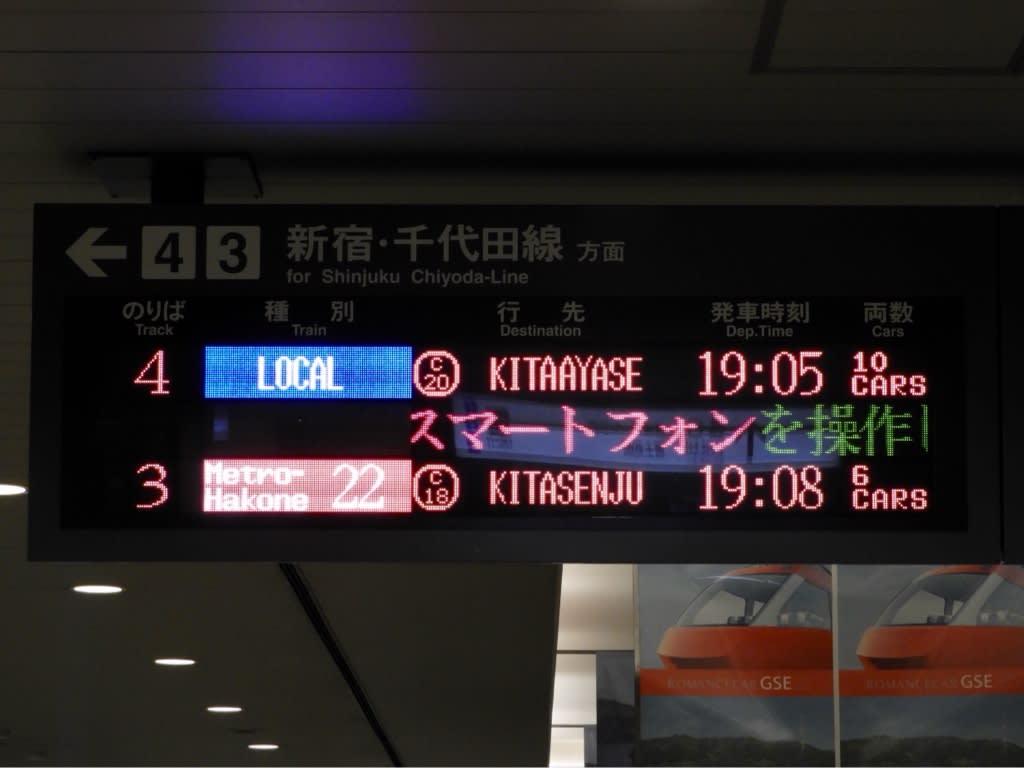 ← 4 3 新宿・千代田線 方面
for Shinjuku Chiyoda-Line
のりば 種別 行先 発車時刻 両数
Track Train Destination Dep.Time Cars
4 LOCAL C 20 KITAAYASE 19:05 10 CARS
スマートフォンを操作
3 Metro-Hakone 22 C 18 KITASENJU 19:08 6 CARS
ROMANCECAR GSE ROMANCECAR GSE